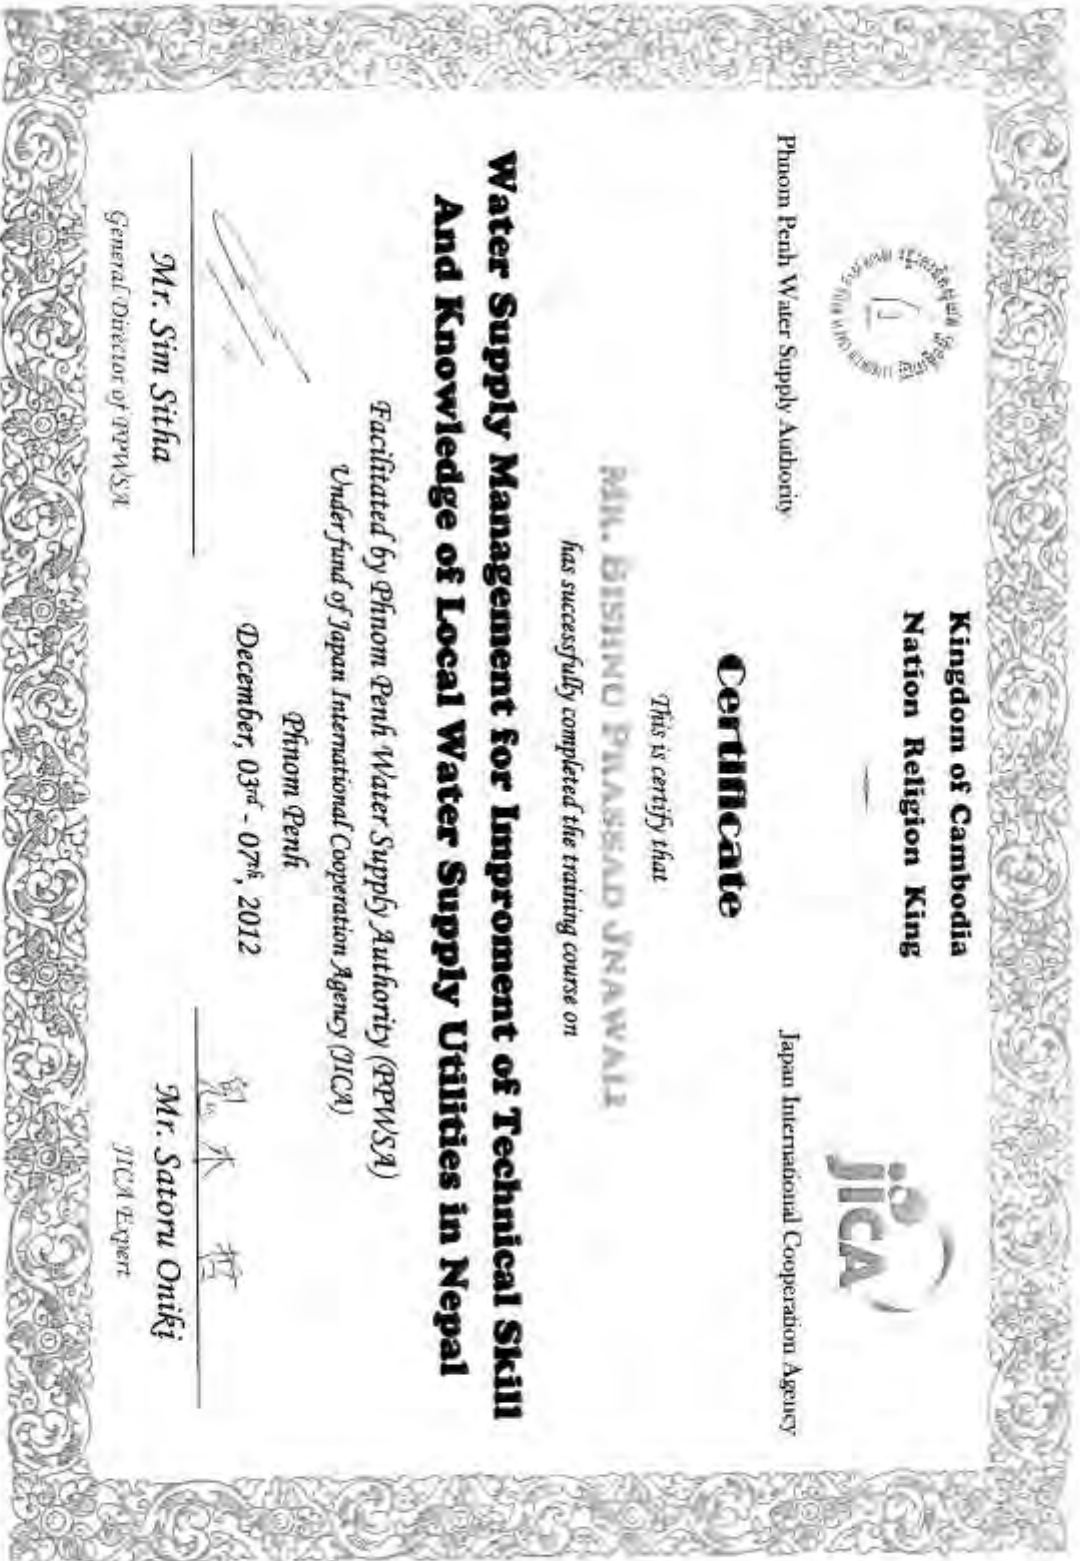 Kingdom of Cambodia
Nation Religion King
Phnom Penh Water Supply Authority
jICA
Japan International Cooperation Agency
Certificate
This is certify that
MR. BISHNU PRASSAD JNAWALI
has successfully completed the training course on
Water Supply Management for Improment of Technical Skill
And Knowledge of Local Water Supply Utilities in Nepal
Facilitated by Phnom Penh Water Supply Authority (PPWSA)
Under fund of Japan International Cooperation Agency (JICA)
Phnom Penh
December, 03rd - 07th, 2012
Mr. Sim Sitha
General Director of PPWSA
鬼木 哲
Mr. Satoru Oniki
JICA Expert